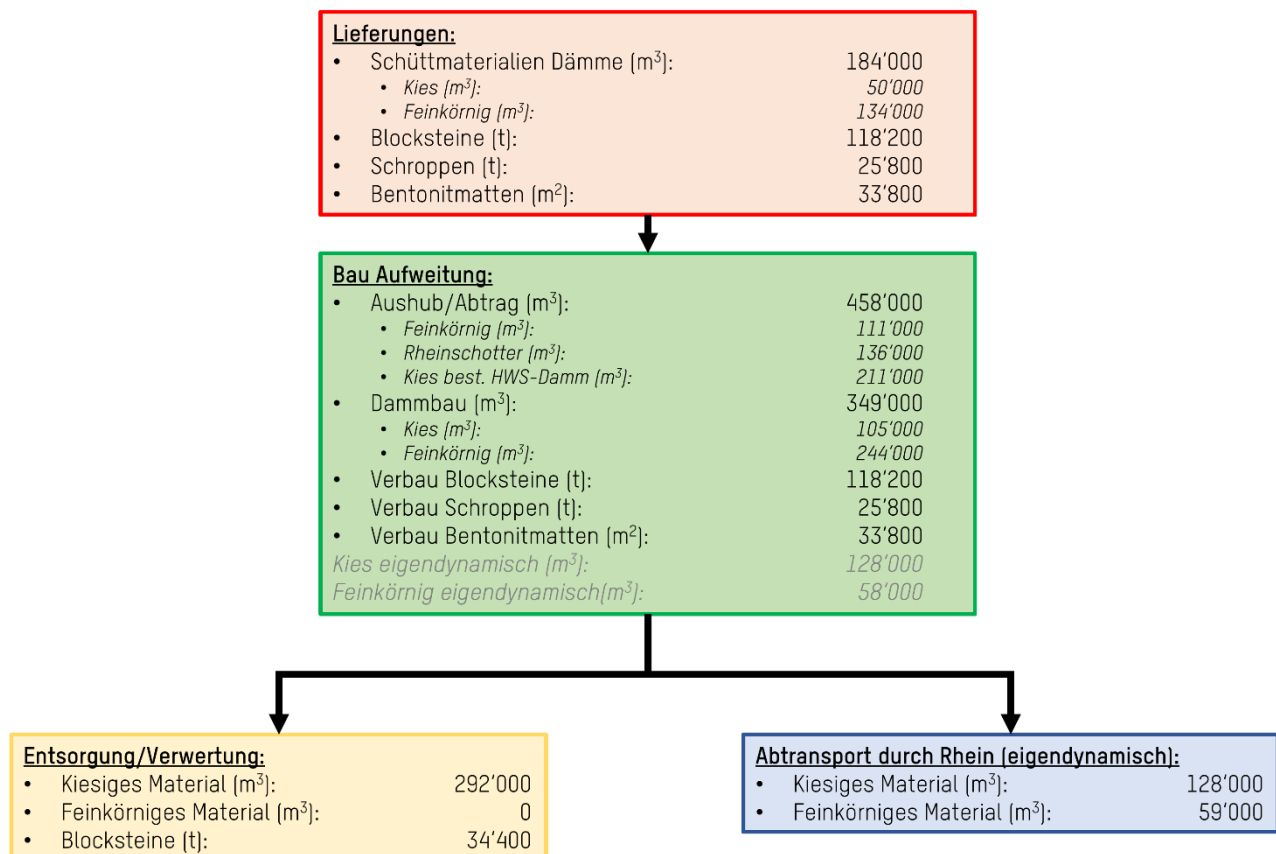 Lieferungen:
• Schüttmaterialien Dämme (m³): 184’000
• Kies (m³): 50’000
• Feinkörnig (m³): 134’000
• Blocksteine (t): 118’200
• Schroppen (t): 25’800
• Bentonitmatten (m²): 33’800
Bau Aufweitung:
• Aushub/Abtrag (m³): 458’000
• Feinkörnig (m³): 111’000
• Rheinschotter (m³): 136’000
• Kies best. HWS-Damm (m³): 211’000
• Dammbau (m³): 349’000
• Kies (m³): 105’000
• Feinkörnig (m³): 244’000
• Verbau Blocksteine (t): 118’200
• Verbau Schroppen (t): 25’800
• Verbau Bentonitmatten (m²): 33’800
Kies eigendynamisch (m³): 128’000
Feinkörnig eigendynamisch(m³): 58’000
Entsorgung/Verwertung:
• Kiesiges Material (m³): 292’000
• Feinkörniges Material (m³): 0
• Blocksteine (t): 34’400
Abtransport durch Rhein (eigendynamisch):
• Kiesiges Material (m³): 128’000
• Feinkörniges Material (m³): 59’000